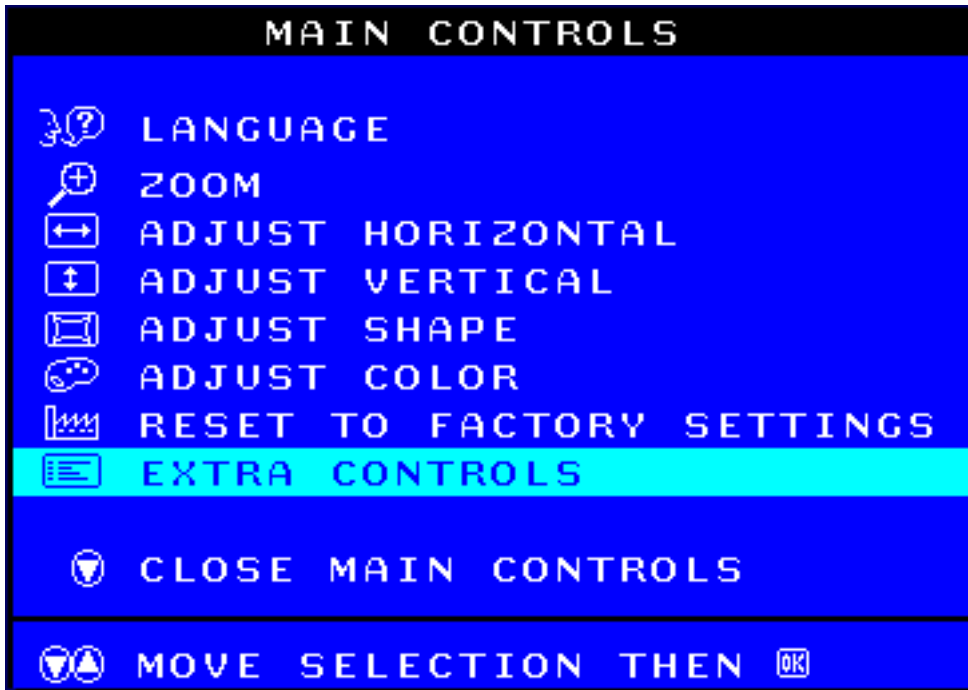 MAIN CONTROLS
LANGUAGE
ZOOM
ADJUST HORIZONTAL
ADJUST VERTICAL
ADJUST SHAPE
ADJUST COLOR
RESET TO FACTORY SETTINGS
EXTRA CONTROLS
CLOSE MAIN CONTROLS
MOVE SELECTION THEN OK